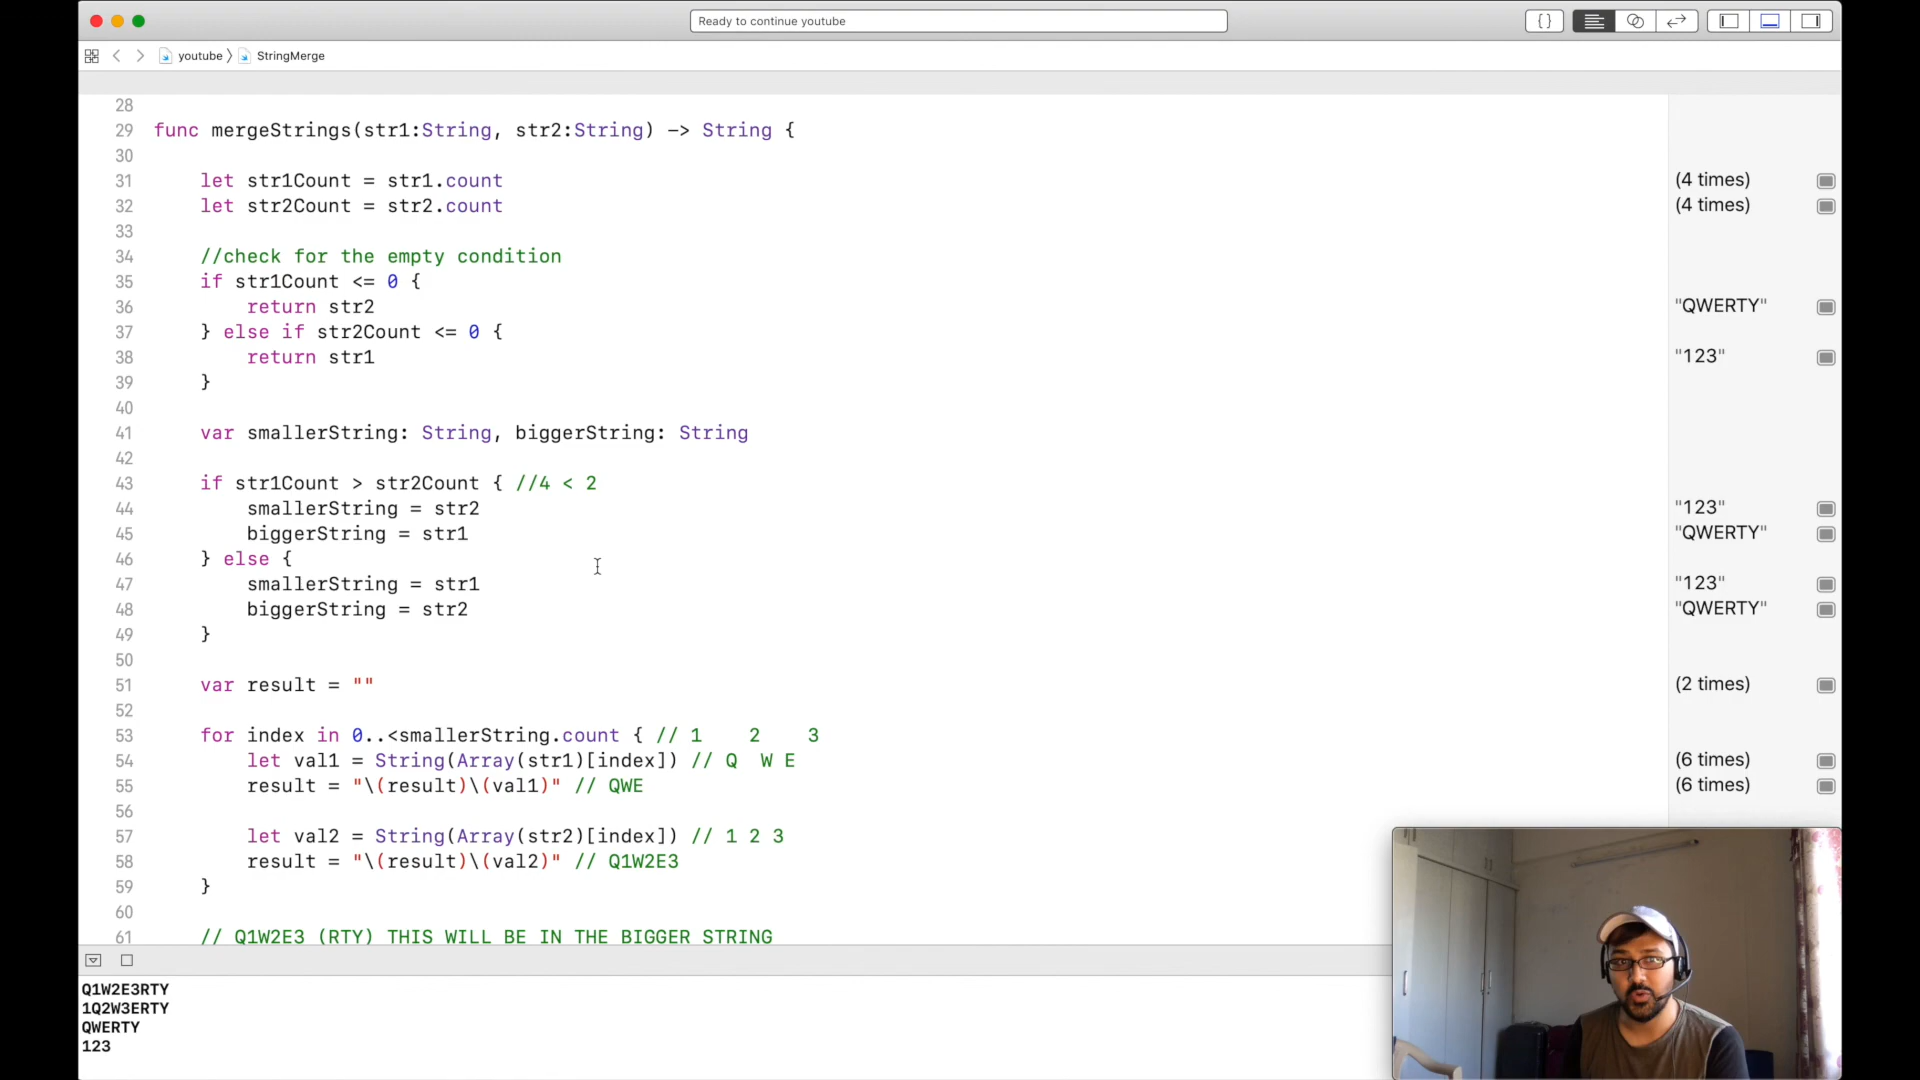 Ready to continue youtube
{ }
youtube 〉 StringMerge
28
29 func mergeStrings(str1:String, str2:String) -> String {
30
31 let str1Count = str1.count (4 times)
32 let str2Count = str2.count (4 times)
33
34 //check for the empty condition
35 if str1Count <= 0 {
36 return str2 "QWERTY"
37 } else if str2Count <= 0 {
38 return str1 "123"
39 }
40
41 var smallerString: String, biggerString: String
42
43 if str1Count > str2Count { //4 < 2
44 smallerString = str2 "123"
45 biggerString = str1 "QWERTY"
46 } else {
47 smallerString = str1 "123"
48 biggerString = str2 "QWERTY"
49 }
50
51 var result = "" (2 times)
52
53 for index in 0..<smallerString.count { // 1 2 3
54 let val1 = String(Array(str1)[index]) // Q W E (6 times)
55 result = "\(result)\(val1)" // QWE (6 times)
56
57 let val2 = String(Array(str2)[index]) // 1 2 3
58 result = "\(result)\(val2)" // Q1W2E3
59 }
60
61 // Q1W2E3 (RTY) THIS WILL BE IN THE BIGGER STRING
Q1W2E3RTY
1Q2W3ERTY
QWERTY
123